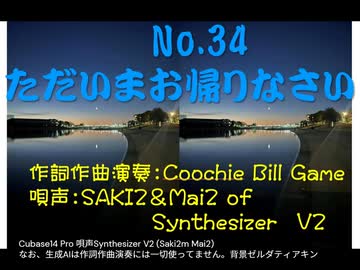 No.34
ただいまお帰りなさい
作詞作曲演奏:Coochie Bill Game
唄声:SAKI2&Mai2 of
Synthesizer V2
Cubase14 Pro 唄声Synthesizer V2 (Saki2m Mai2)
なお、生成AIは作詞作曲演奏には一切使ってません。背景ゼルダティアキン